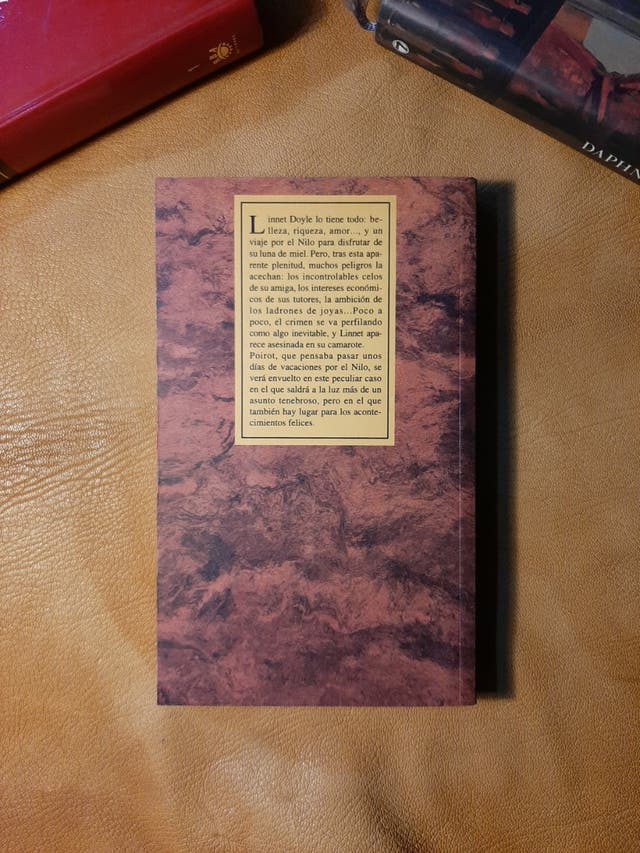 7
DAPHN
Linnet Doyle lo tiene todo: be-
lleza, riqueza, amor..., y un
viaje por el Nilo para disfrutar de
su luna de miel. Pero, tras esta apa-
rente plenitud, muchos peligros la
acechan: los incontrolables celos
de su amiga, los intereses económi-
cos de sus tutores, la ambición de
los ladrones de joyas...Poco a
poco, el crimen se va perfilando
como algo inevitable, y Linnet apa-
rece asesinada en su camarote.
Poirot, que pensaba pasar unos
días de vacaciones por el Nilo, se
verá envuelto en este peculiar caso
en el que saldrá a la luz más de un
asunto tenebroso, pero en el que
también hay lugar para los aconte-
cimientos felices.